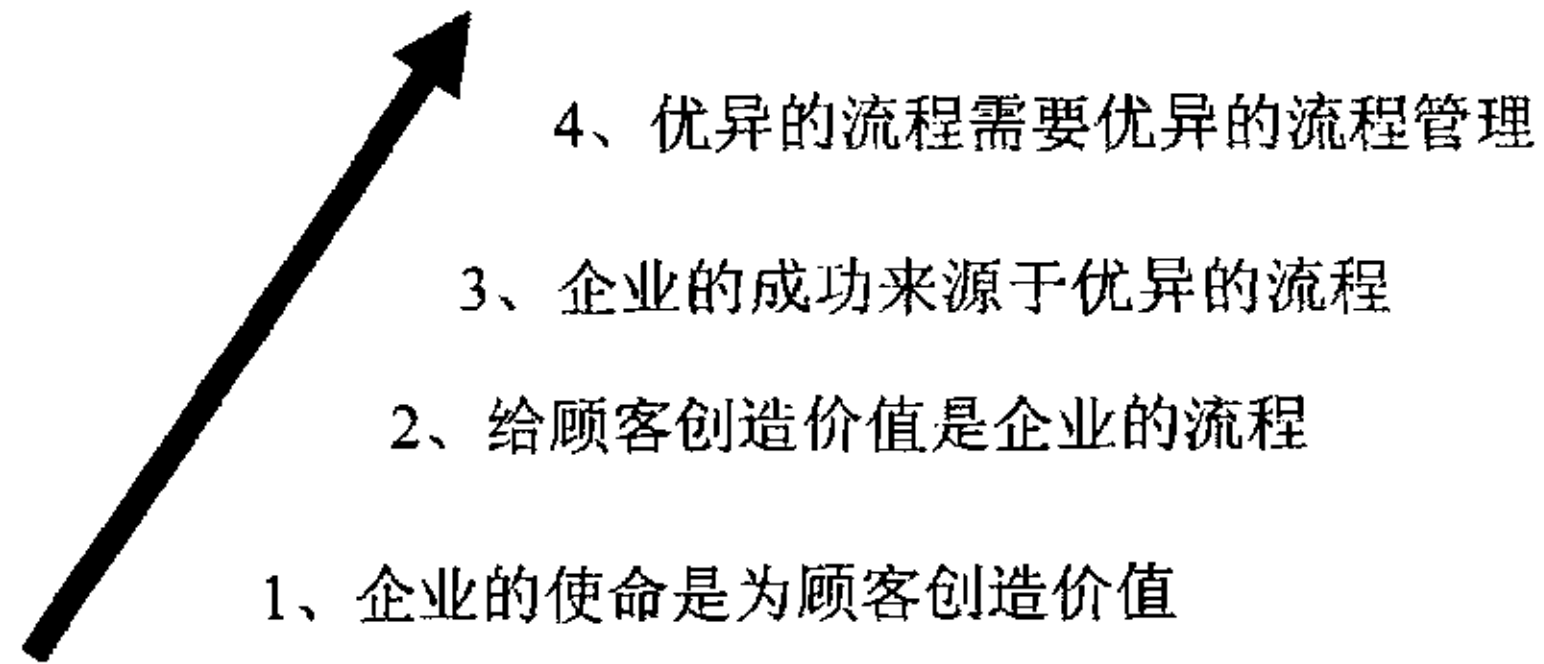 4、优异的流程需要优异的流程管理
3、企业的成功来源于优异的流程
2、给顾客创造价值是企业的流程
1、企业的使命是为顾客创造价值